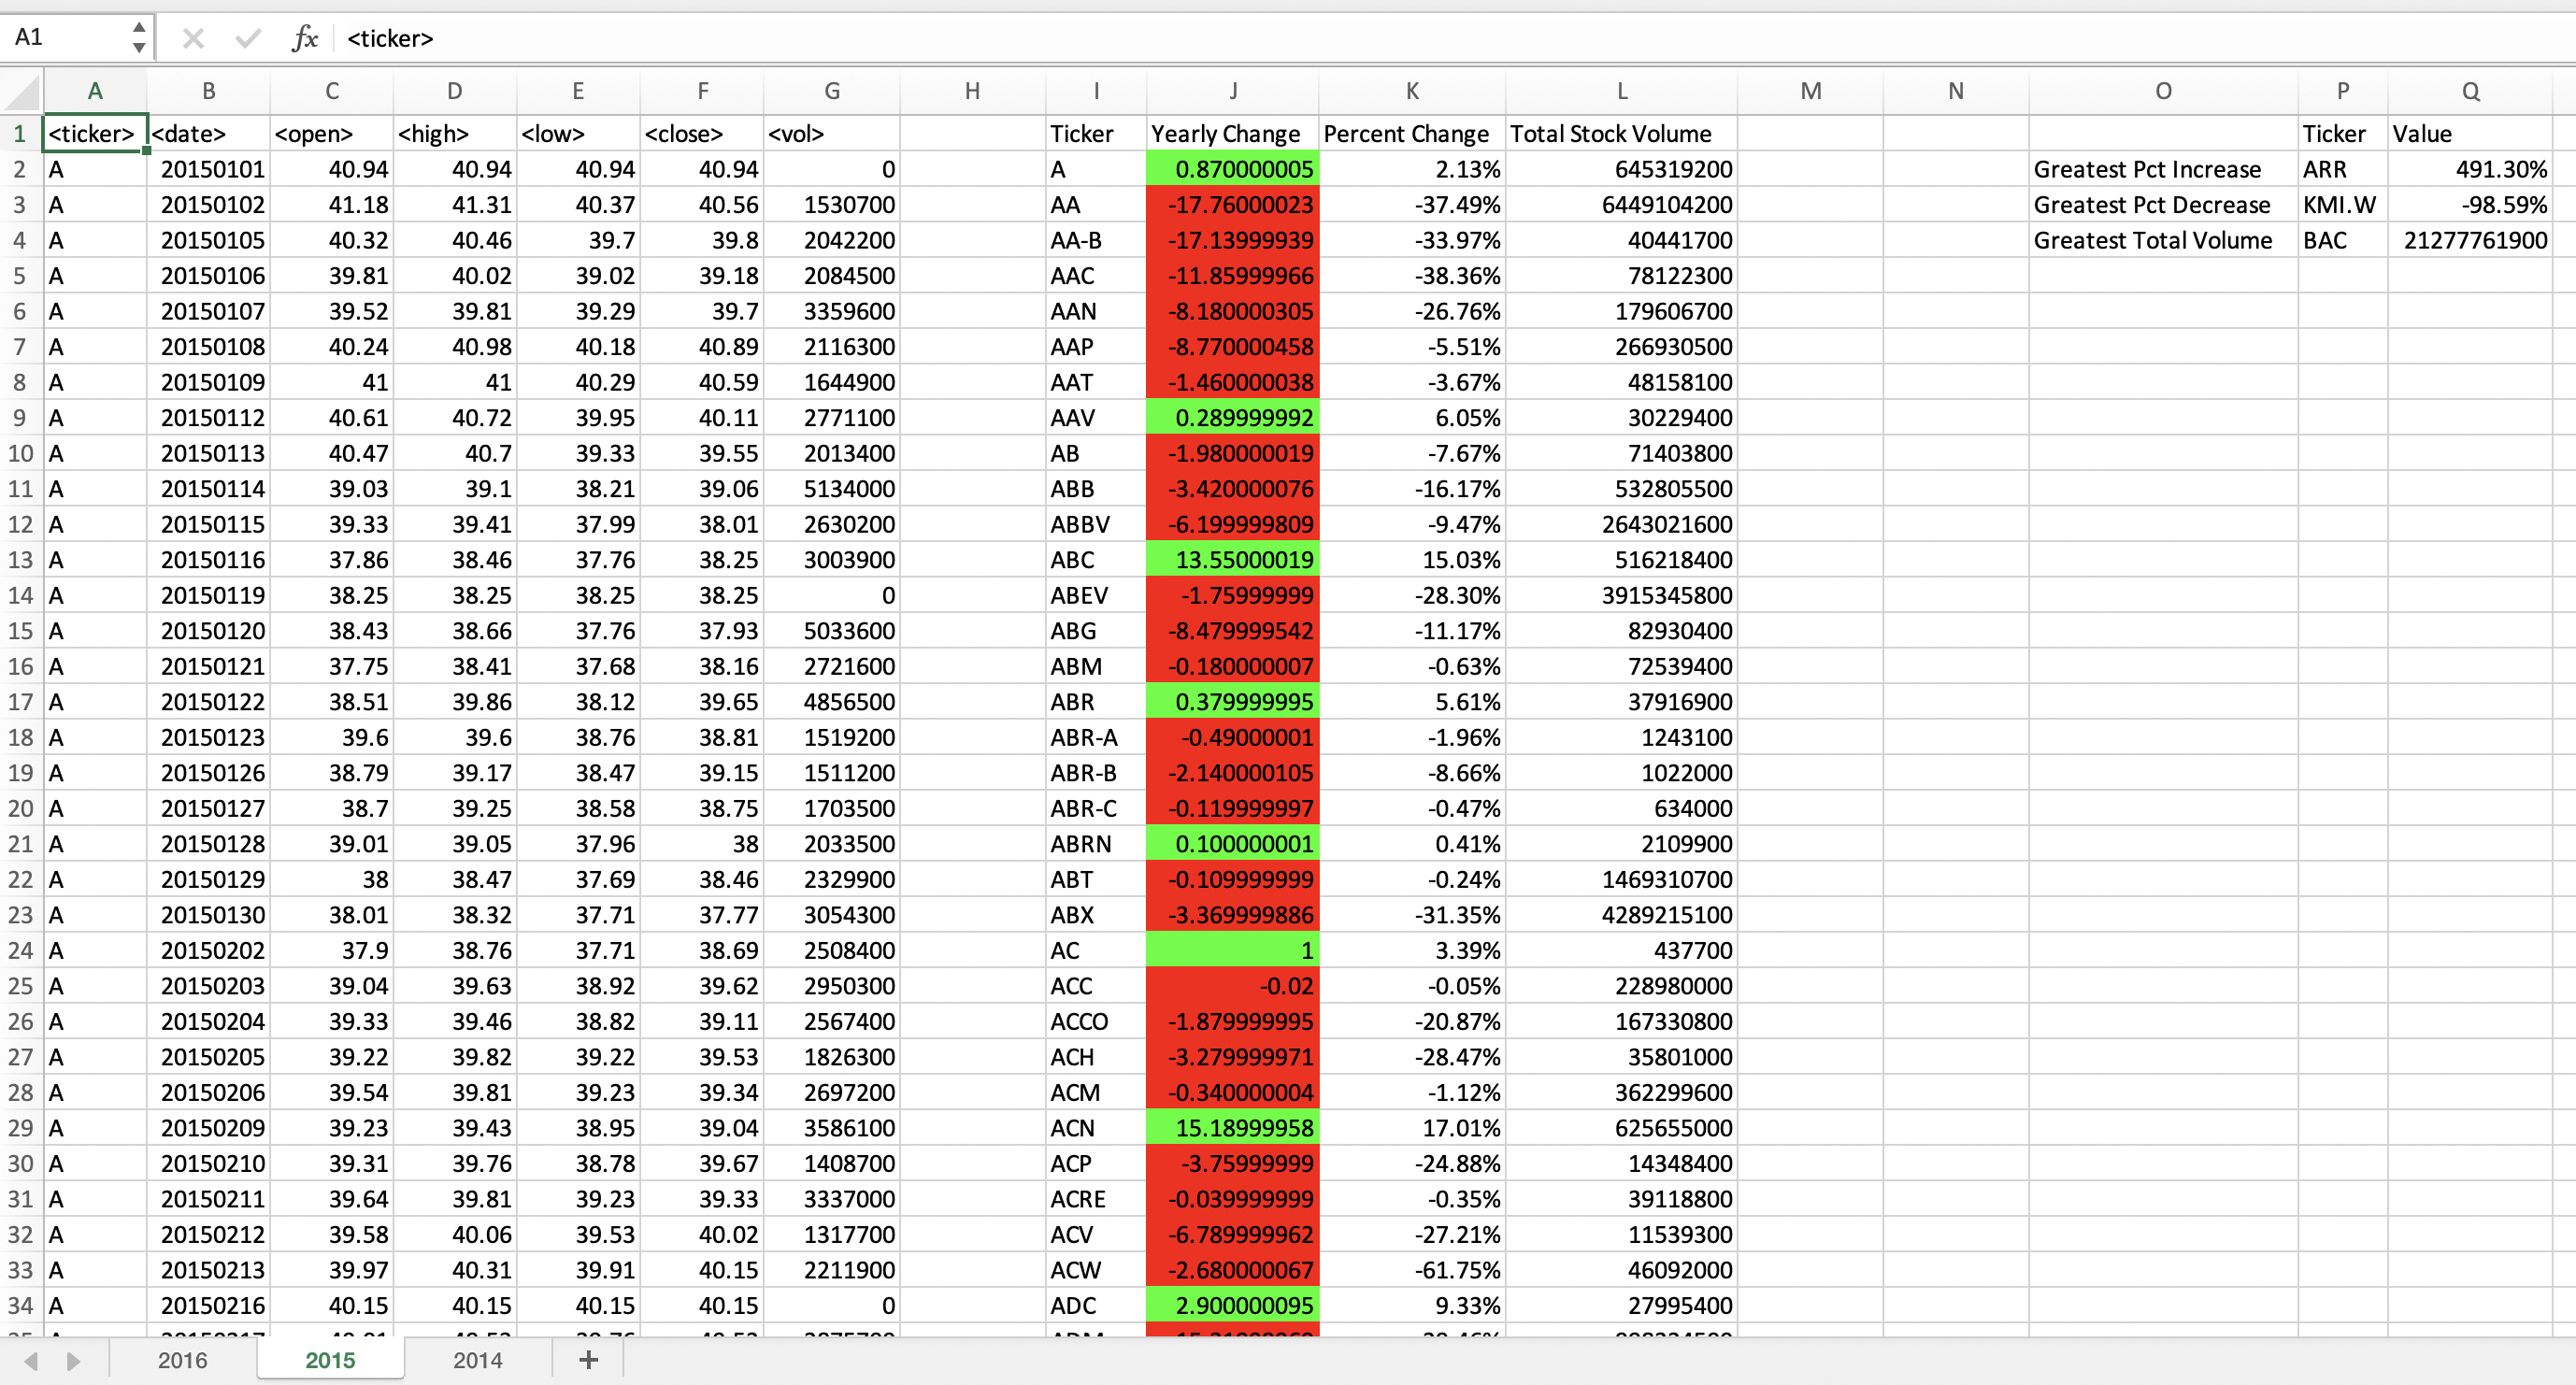 A1 fx <ticker>
A B C D E F G H I J K L M N O P Q
1 <ticker> <date> <open> <high> <low> <close> <vol> Ticker Yearly Change Percent Change Total Stock Volume Ticker Value
2 A 20150101 40.94 40.94 40.94 40.94 0 A 0.870000005 2.13% 645319200 Greatest Pct Increase ARR 491.30%
3 A 20150102 41.18 41.31 40.37 40.56 1530700 AA -17.76000023 -37.49% 6449104200 Greatest Pct Decrease KMI.W -98.59%
4 A 20150105 40.32 40.46 39.7 39.8 2042200 AA-B -17.13999939 -33.97% 40441700 Greatest Total Volume BAC 21277761900
5 A 20150106 39.81 40.02 39.02 39.18 2084500 AAC -11.85999966 -38.36% 78122300
6 A 20150107 39.52 39.81 39.29 39.7 3359600 AAN -8.180000305 -26.76% 179606700
7 A 20150108 40.24 40.98 40.18 40.89 2116300 AAP -8.770000458 -5.51% 266930500
8 A 20150109 41 41 40.29 40.59 1644900 AAT -1.460000038 -3.67% 48158100
9 A 20150112 40.61 40.72 39.95 40.11 2771100 AAV 0.289999992 6.05% 30229400
10 A 20150113 40.47 40.7 39.33 39.55 2013400 AB -1.980000019 -7.67% 71403800
11 A 20150114 39.03 39.1 38.21 39.06 5134000 ABB -3.420000076 -16.17% 532805500
12 A 20150115 39.33 39.41 37.99 38.01 2630200 ABBV -6.199999809 -9.47% 2643021600
13 A 20150116 37.86 38.46 37.76 38.25 3003900 ABC 13.55000019 15.03% 516218400
14 A 20150119 38.25 38.25 38.25 38.25 0 ABEV -1.75999999 -28.30% 3915345800
15 A 20150120 38.43 38.66 37.76 37.93 5033600 ABG -8.479999542 -11.17% 82930400
16 A 20150121 37.75 38.41 37.68 38.16 2721600 ABM -0.180000007 -0.63% 72539400
17 A 20150122 38.51 39.86 38.12 39.65 4856500 ABR 0.379999995 5.61% 37916900
18 A 20150123 39.6 39.6 38.76 38.81 1519200 ABR-A -0.49000001 -1.96% 1243100
19 A 20150126 38.79 39.17 38.47 39.15 1511200 ABR-B -2.140000105 -8.66% 1022000
20 A 20150127 38.7 39.25 38.58 38.75 1703500 ABR-C -0.119999997 -0.47% 634000
21 A 20150128 39.01 39.05 37.96 38 2033500 ABRN 0.100000001 0.41% 2109900
22 A 20150129 38 38.47 37.69 38.46 2329900 ABT -0.109999999 -0.24% 1469310700
23 A 20150130 38.01 38.32 37.71 37.77 3054300 ABX -3.369999886 -31.35% 4289215100
24 A 20150202 37.9 38.76 37.71 38.69 2508400 AC 1 3.39% 437700
25 A 20150203 39.04 39.63 38.92 39.62 2950300 ACC -0.02 -0.05% 228980000
26 A 20150204 39.33 39.46 38.82 39.11 2567400 ACCO -1.879999995 -20.87% 167330800
27 A 20150205 39.22 39.82 39.22 39.53 1826300 ACH -3.279999971 -28.47% 35801000
28 A 20150206 39.54 39.81 39.23 39.34 2697200 ACM -0.340000004 -1.12% 362299600
29 A 20150209 39.23 39.43 38.95 39.04 3586100 ACN 15.18999958 17.01% 625655000
30 A 20150210 39.31 39.76 38.78 39.67 1408700 ACP -3.75999999 -24.88% 14348400
31 A 20150211 39.64 39.81 39.23 39.33 3337000 ACRE -0.039999999 -0.35% 39118800
32 A 20150212 39.58 40.06 39.53 40.02 1317700 ACV -6.789999962 -27.21% 11539300
33 A 20150213 39.97 40.31 39.91 40.15 2211900 ACW -2.680000067 -61.75% 46092000
34 A 20150216 40.15 40.15 40.15 40.15 0 ADC 2.900000095 9.33% 27995400
2016 2015 2014 +